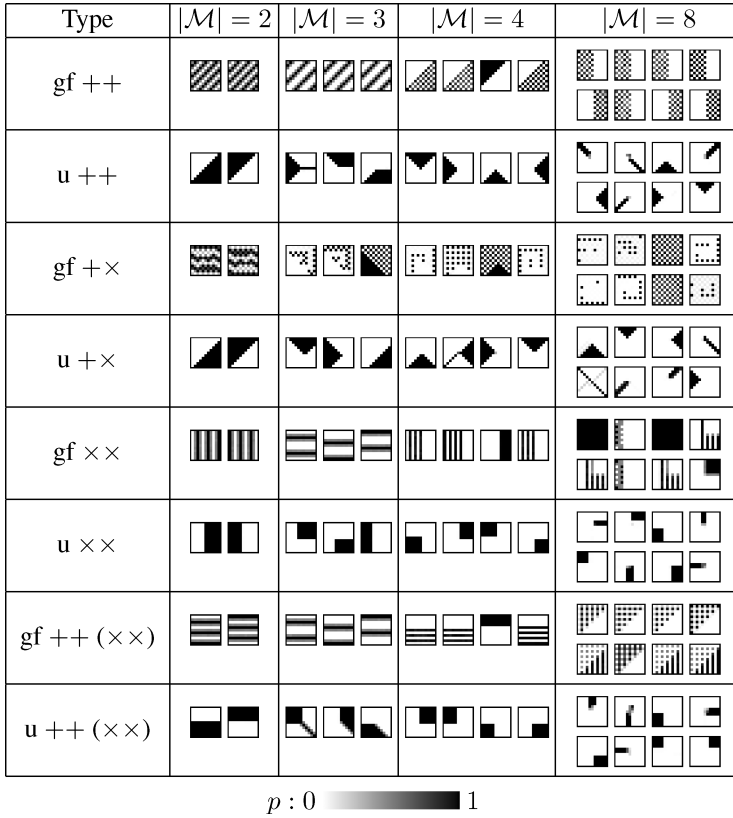 Type |ℳ| = 2 |ℳ| = 3 |ℳ| = 4 |ℳ| = 8
gf ++
u ++
gf +×
u +×
gf ××
u ××
gf ++ (××)
u ++ (××)
p : 0 1